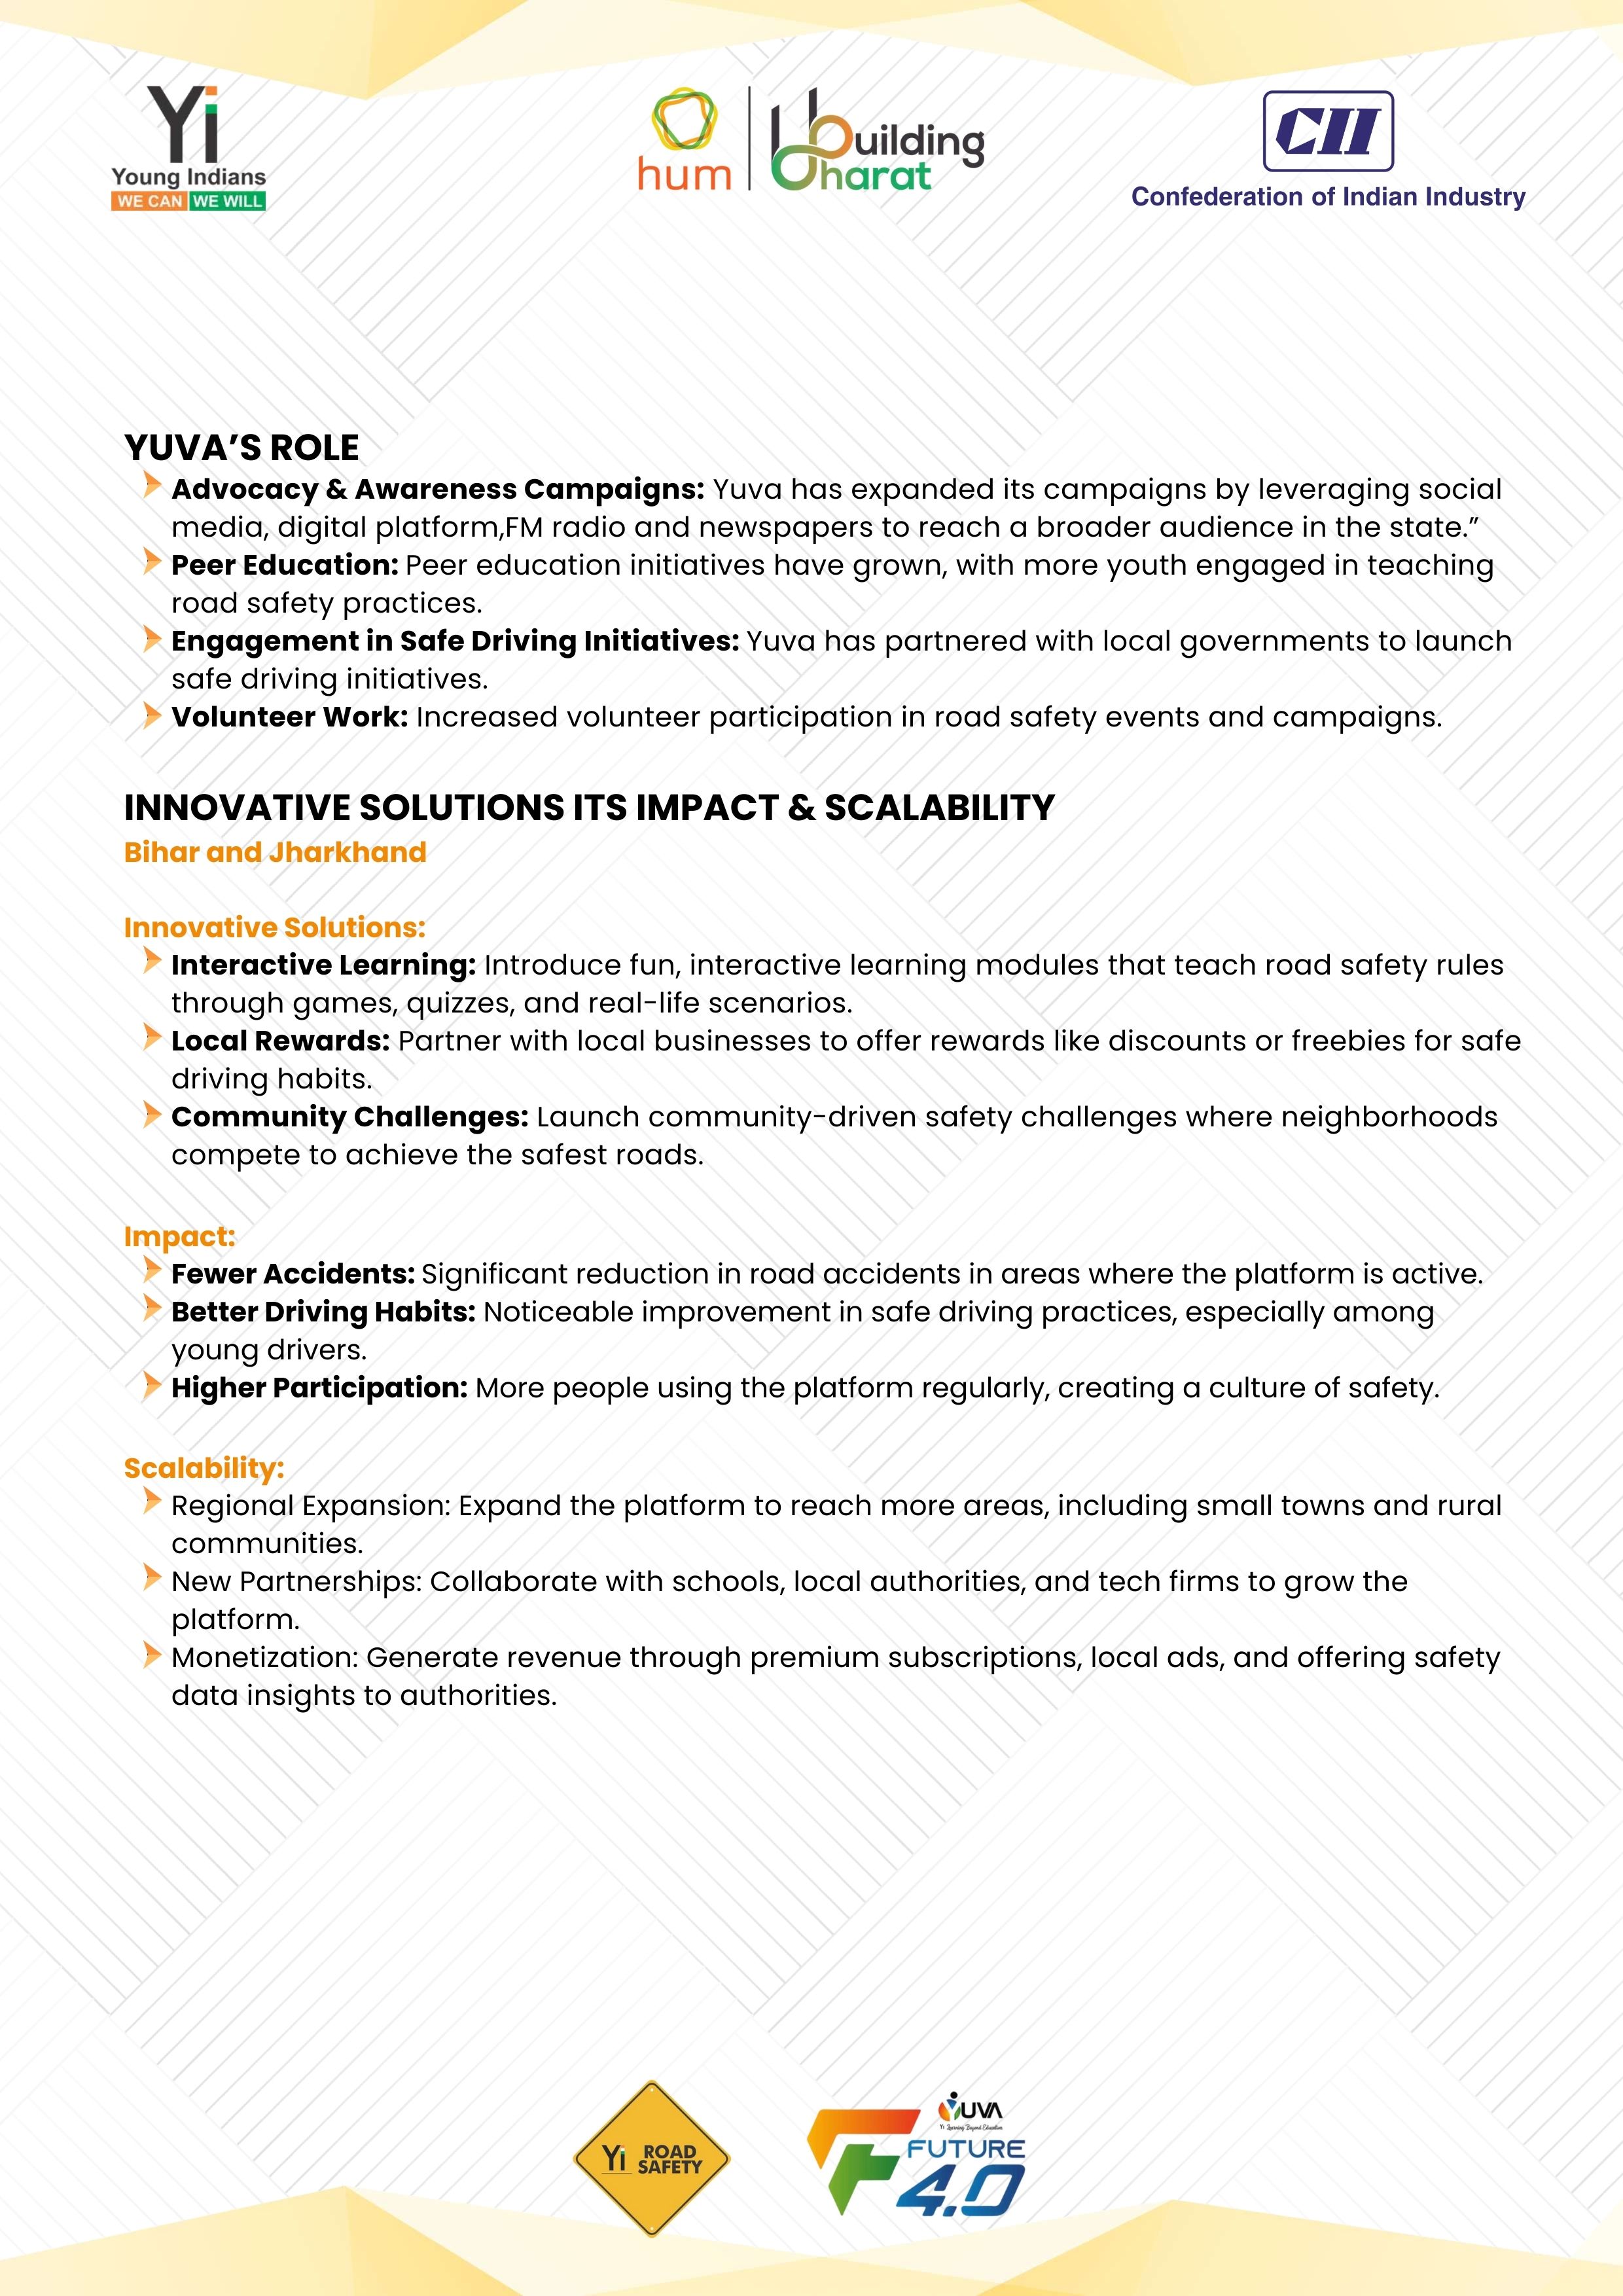 Yi
Young Indians
WE CAN WE WILL
hum
Building
Bharat
CII
Confederation of Indian Industry
YUVA’S ROLE
Advocacy & Awareness Campaigns: Yuva has expanded its campaigns by leveraging social
media, digital platform,FM radio and newspapers to reach a broader audience in the state.”
Peer Education: Peer education initiatives have grown, with more youth engaged in teaching
road safety practices.
Engagement in Safe Driving Initiatives: Yuva has partnered with local governments to launch
safe driving initiatives.
Volunteer Work: Increased volunteer participation in road safety events and campaigns.
INNOVATIVE SOLUTIONS ITS IMPACT & SCALABILITY
Bihar and Jharkhand
Innovative Solutions:
Interactive Learning: Introduce fun, interactive learning modules that teach road safety rules
through games, quizzes, and real-life scenarios.
Local Rewards: Partner with local businesses to offer rewards like discounts or freebies for safe
driving habits.
Community Challenges: Launch community-driven safety challenges where neighborhoods
compete to achieve the safest roads.
Impact:
Fewer Accidents: Significant reduction in road accidents in areas where the platform is active.
Better Driving Habits: Noticeable improvement in safe driving practices, especially among
young drivers.
Higher Participation: More people using the platform regularly, creating a culture of safety.
Scalability:
Regional Expansion: Expand the platform to reach more areas, including small towns and rural
communities.
New Partnerships: Collaborate with schools, local authorities, and tech firms to grow the
platform.
Monetization: Generate revenue through premium subscriptions, local ads, and offering safety
data insights to authorities.
Yi ROAD
SAFETY
YUVA
Yi Learning Beyond Education
FUTURE
4.0